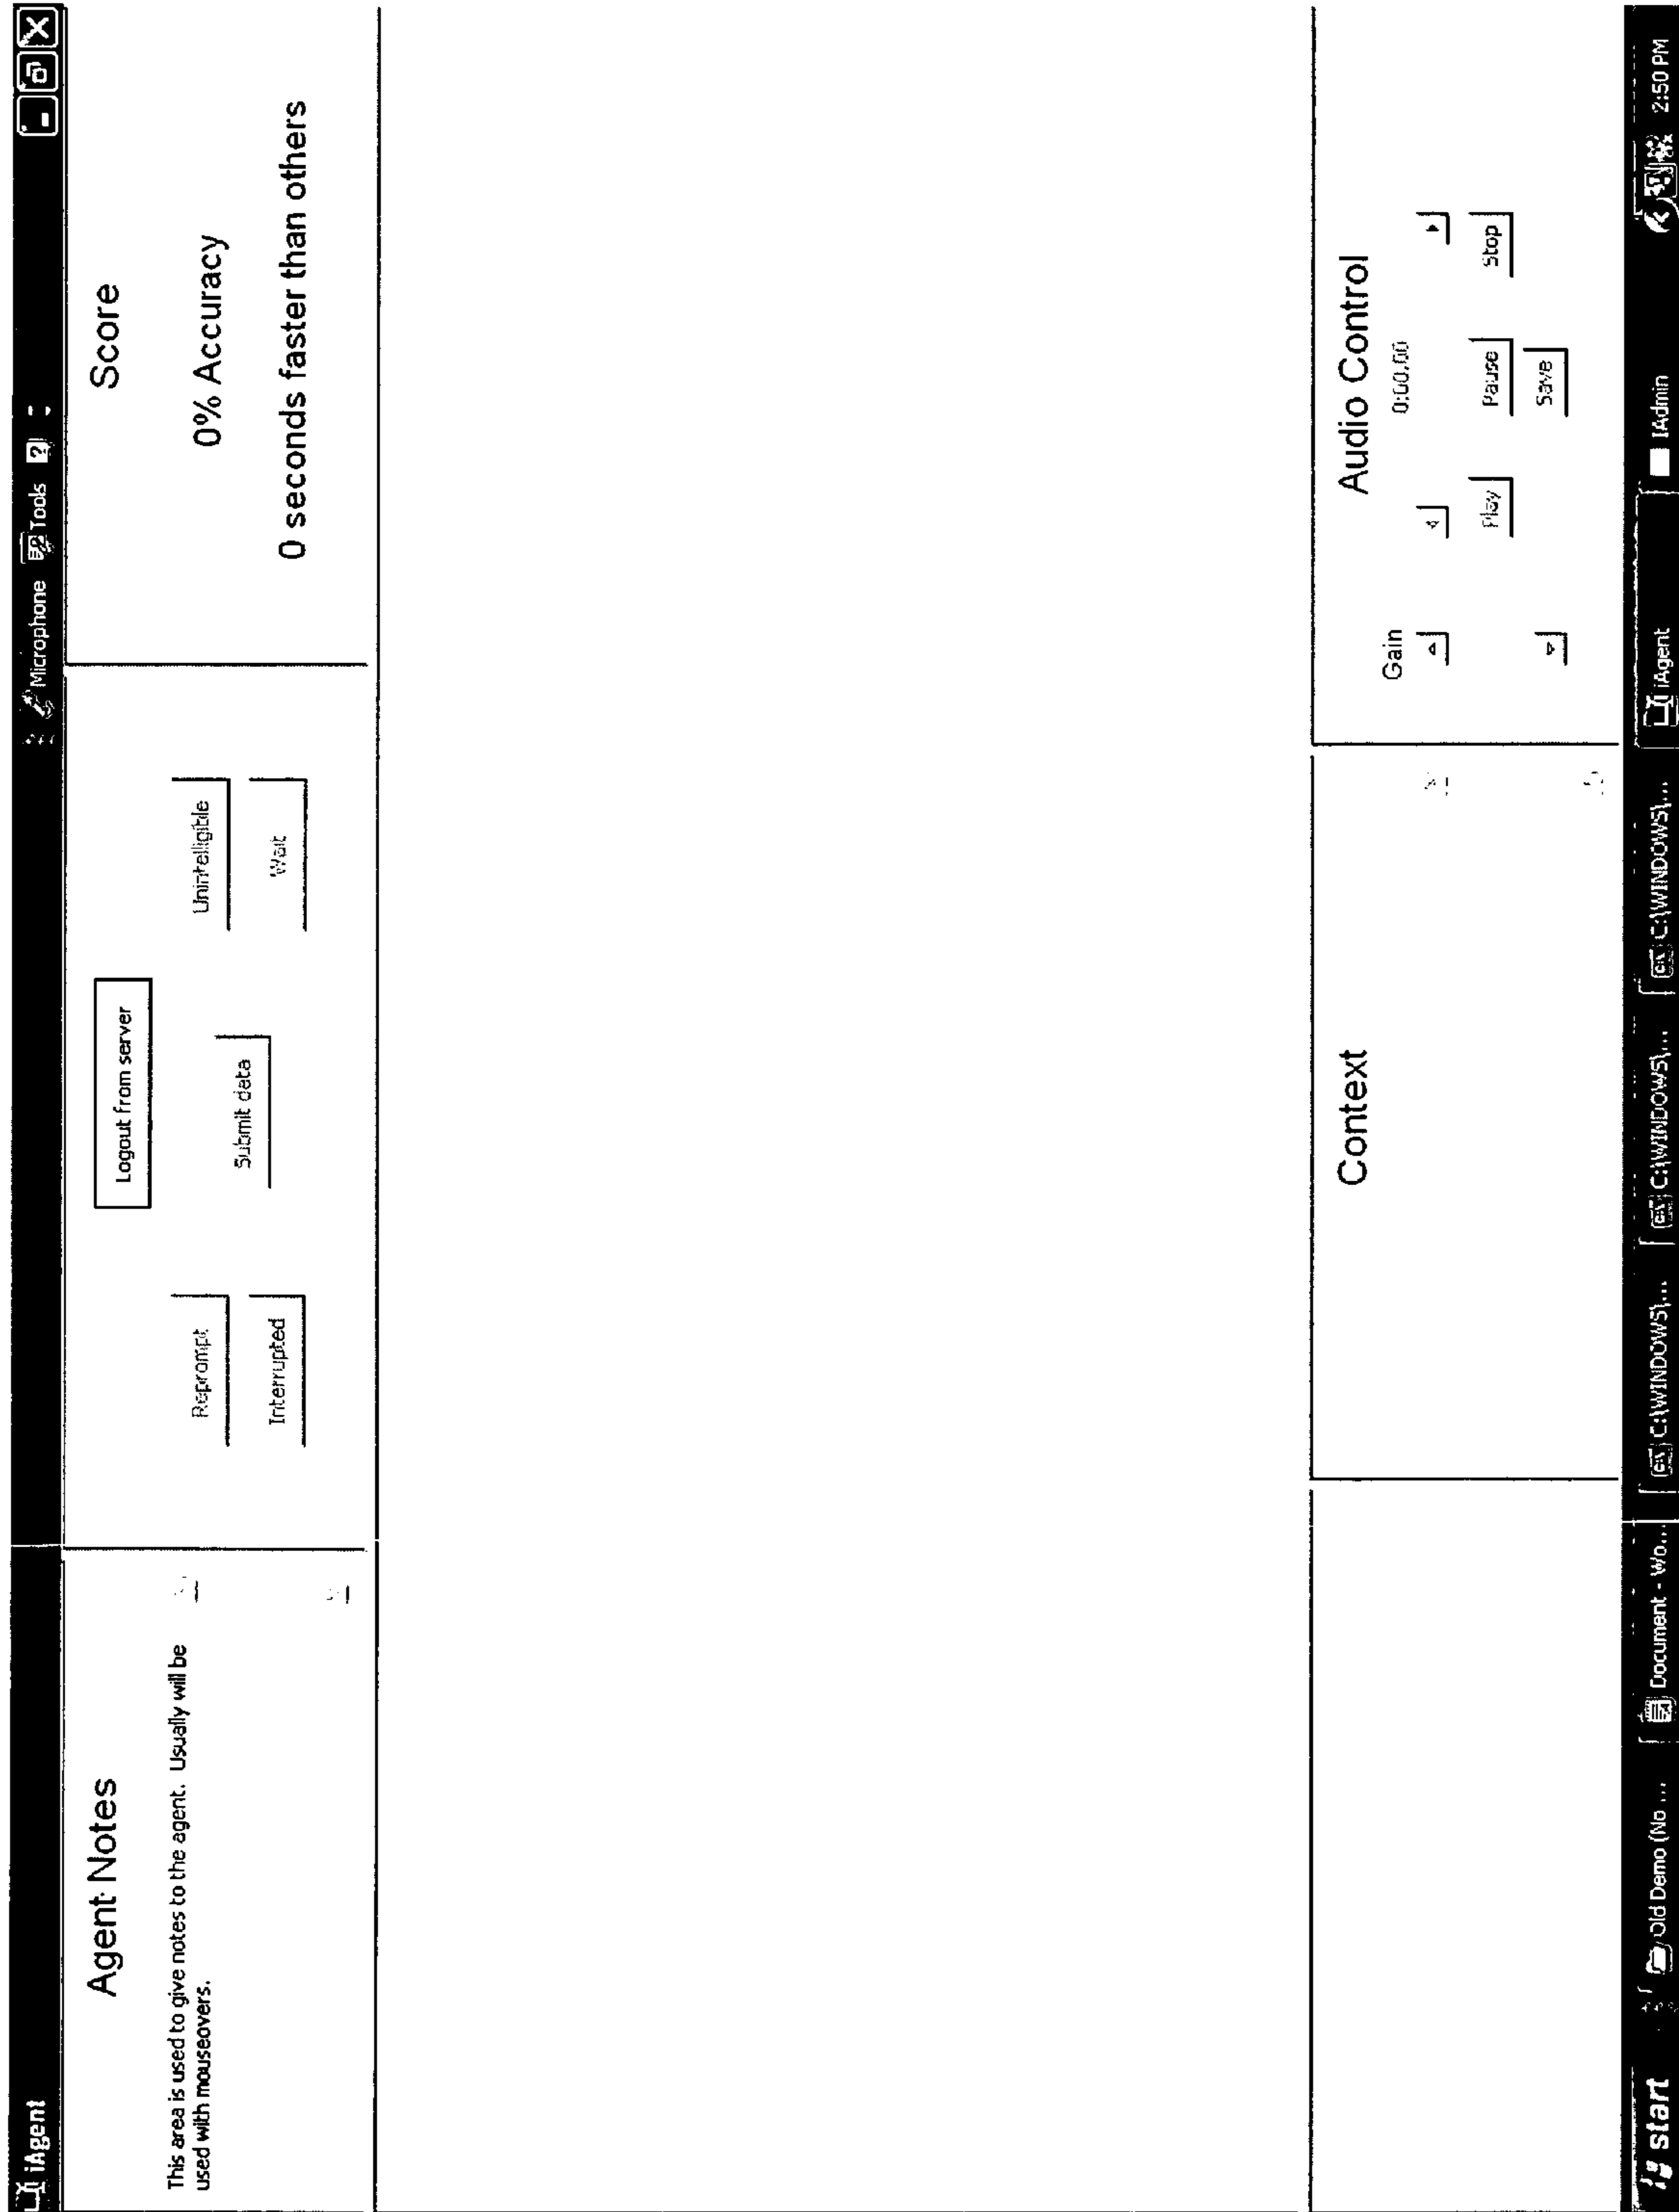 iAgent
Microphone Tools
Agent Notes
This area is used to give notes to the agent. Usually will be
used with mouseovers.
Logout from server
Reprompt
Unintelligible
Submit data
Interrupted
Wait
Score
0% Accuracy
0 seconds faster than others
Context
Audio Control
Gain
0:00.00
Play Pause Stop
Save
start
Old Demo (No ...
Document - Wo...
C:\WINDOWS\...
C:\WINDOWS\...
C:\WINDOWS\...
iAgent
IAdmin
2:50 PM